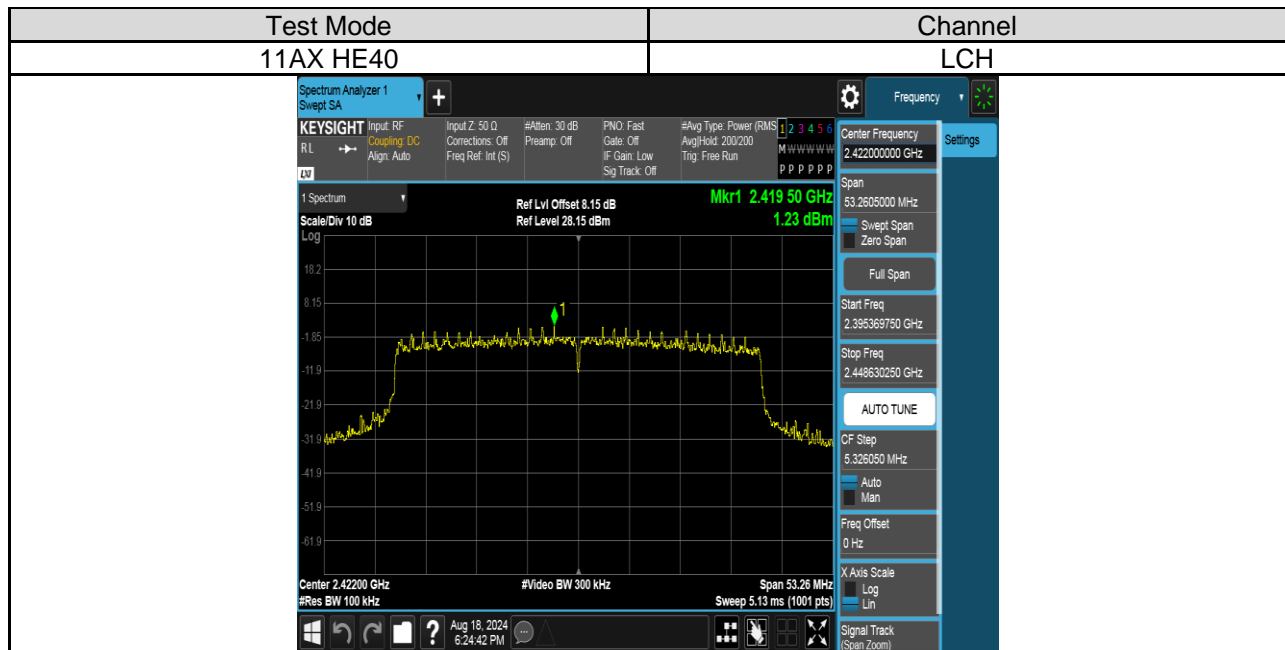 Test Mode
Channel
11AX HE40
LCH
Spectrum Analyzer 1
Swept SA
+
Frequency
KEYSIGHT
RL
LXI
Input: RF
Coupling: DC
Align: Auto
Input Z: 50 Ω
Corrections: Off
Freq Ref: Int (S)
#Atten: 30 dB
Preamp: Off
PNO: Fast
Gate: Off
IF Gain: Low
Sig Track: Off
#Avg Type: Power (RMS
Avg|Hold: 200/200
Trig: Free Run
1 2 3 4 5 6
M W W W W W
P P P P P P
1 Spectrum
Scale/Div 10 dB
Ref Lvl Offset 8.15 dB
Ref Level 28.15 dBm
Mkr1 2.419 50 GHz
1.23 dBm
Log
18.2
8.15
-1.85
-11.9
-21.9
-31.9
-41.9
-51.9
-61.9
1
Center 2.42200 GHz
#Video BW 300 kHz
Span 53.26 MHz
#Res BW 100 kHz
Sweep 5.13 ms (1001 pts)
Aug 18, 2024
6:24:42 PM
Center Frequency
2.422000000 GHz
Span
53.2605000 MHz
Swept Span
Zero Span
Full Span
Start Freq
2.395369750 GHz
Stop Freq
2.448630250 GHz
AUTO TUNE
CF Step
5.326050 MHz
Auto
Man
Freq Offset
0 Hz
X Axis Scale
Log
Lin
Signal Track
(Span Zoom)
Settings